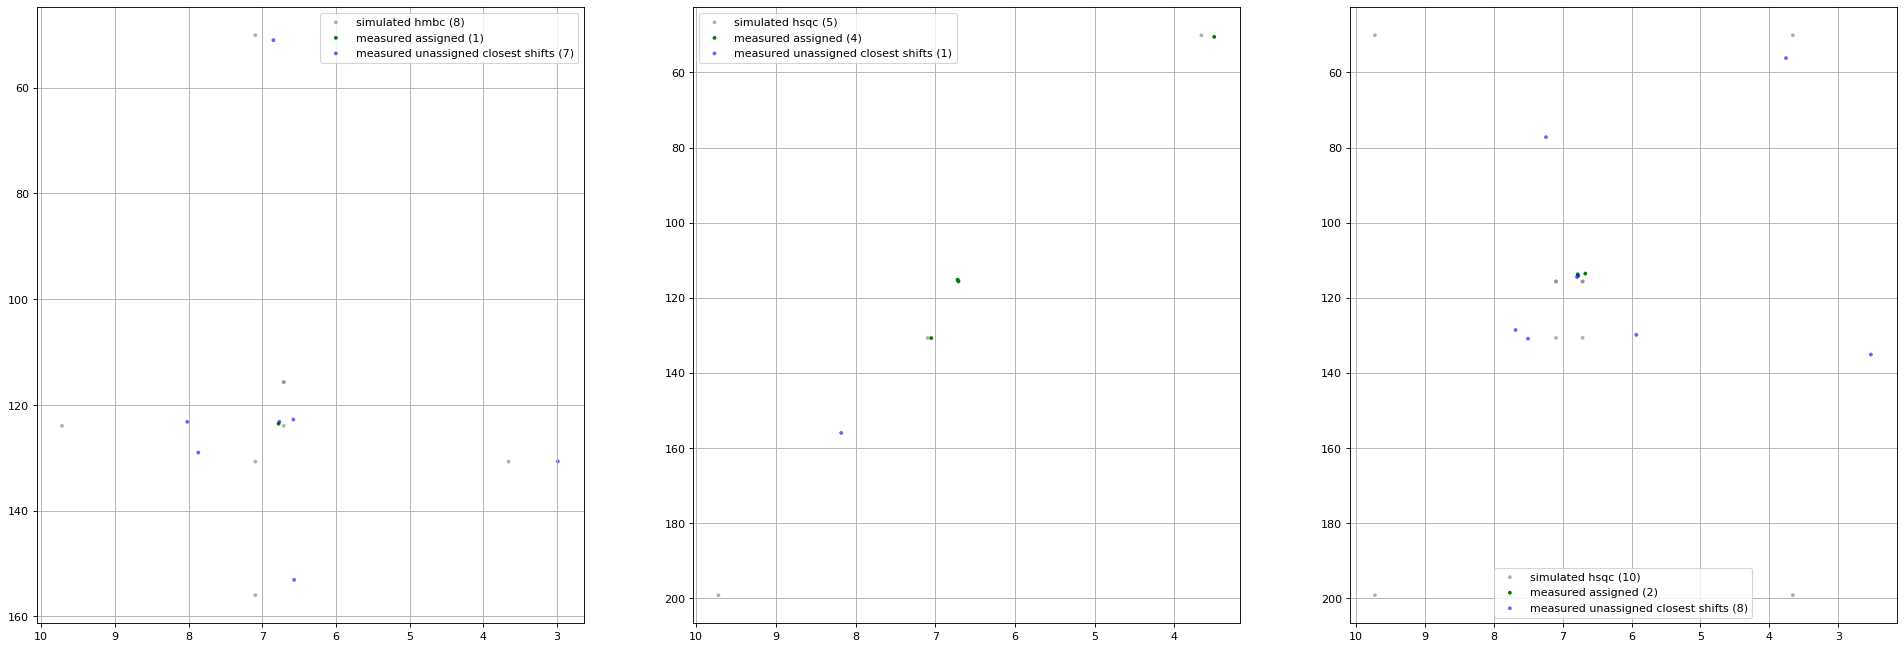 simulated hmbc (8)
measured assigned (1)
measured unassigned closest shifts (7)
60
80
100
120
140
160
10 9 8 7 6 5 4 3
simulated hsqc (5)
measured assigned (4)
measured unassigned closest shifts (1)
60
80
100
120
140
160
180
200
10 9 8 7 6 5 4
60
80
100
120
140
160
180
200
simulated hsqc (10)
measured assigned (2)
measured unassigned closest shifts (8)
10 9 8 7 6 5 4 3